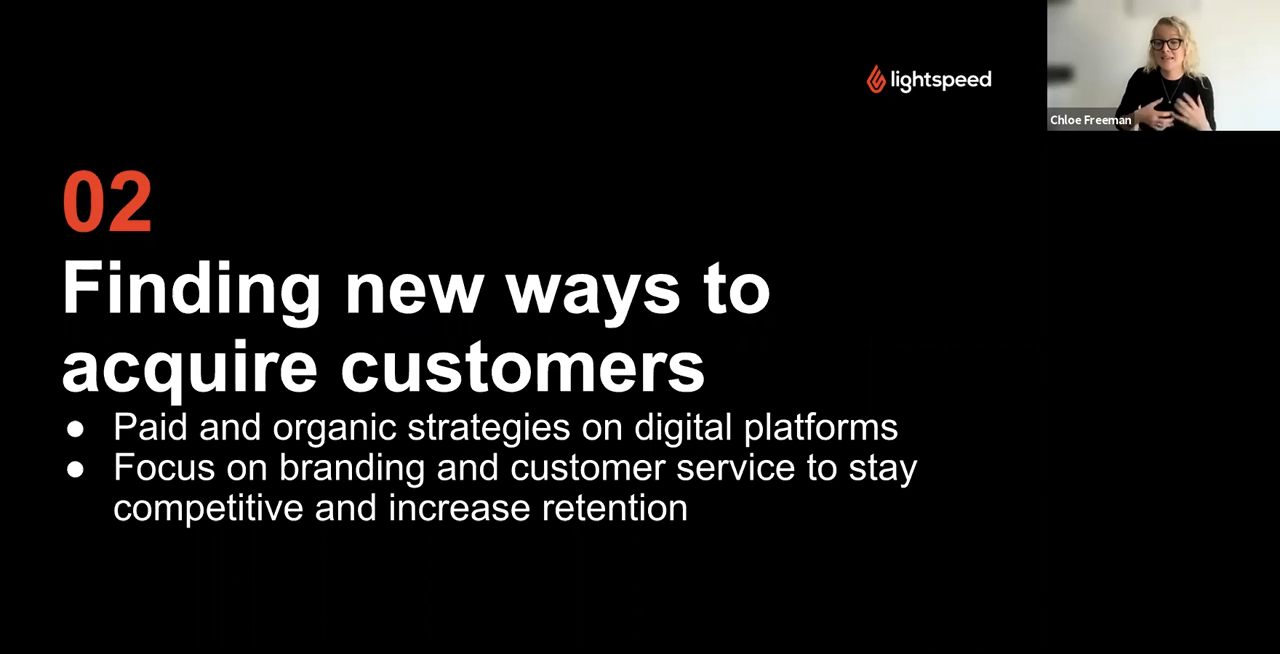 lightspeed
Chloe Freeman
02
Finding new ways to
acquire customers
● Paid and organic strategies on digital platforms
● Focus on branding and customer service to stay
competitive and increase retention